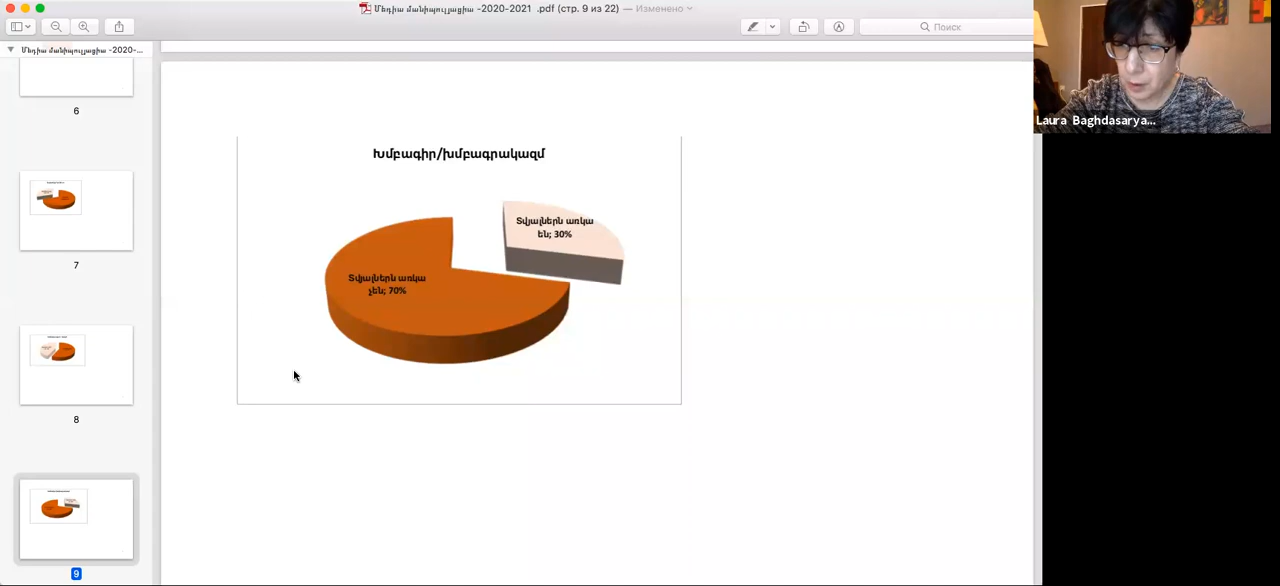 Մեդիա մանիպուլյացիա -2020-2021 .pdf (стр. 9 из 22) — Изменено
Поиск
Մեդիա մանիպուլյացիա -2020-...
6
7
8
9
Խմբագիր/խմբագրակազմ
Տվյալներն առկա
են; 30%
Տվյալներն առկա
չեն; 70%
Laura Baghdasarya...